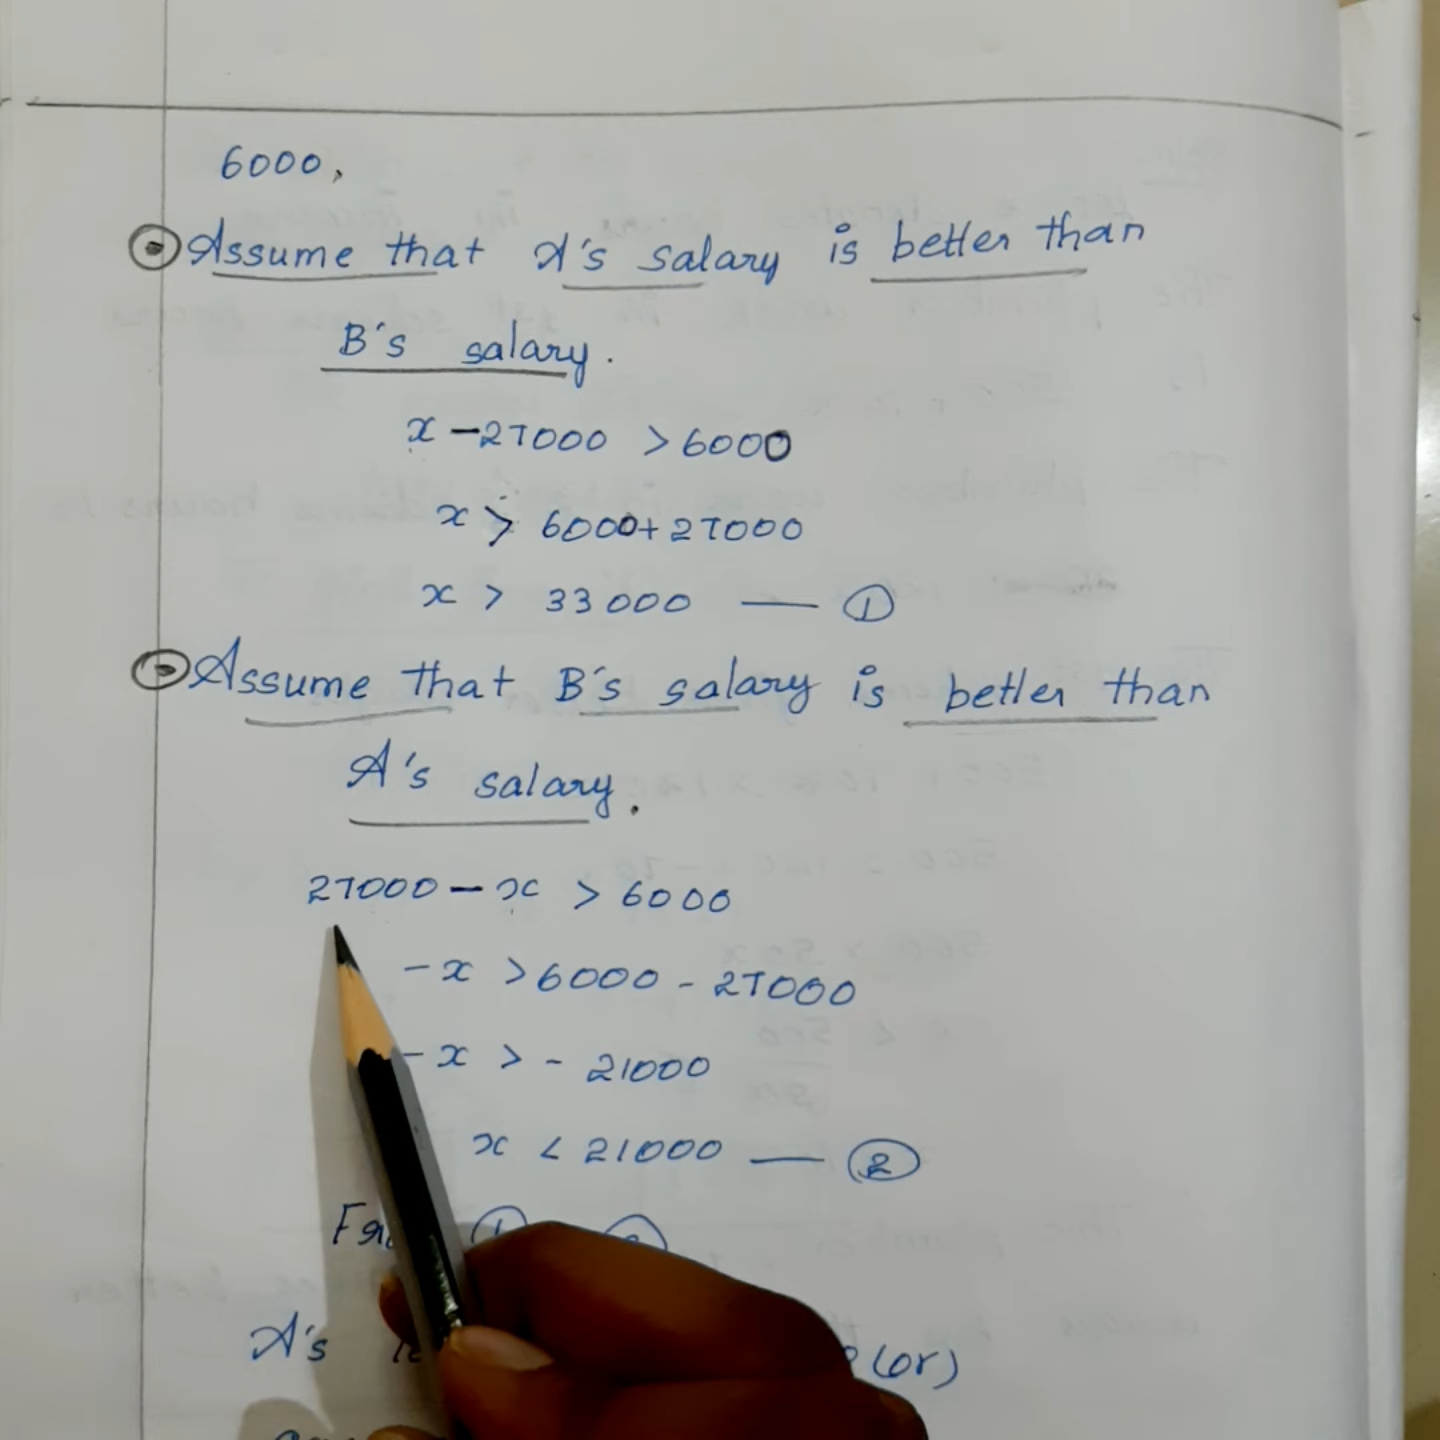 6000,
Assume that A's salary is better than
B's salary.
x - 27000 > 6000
x > 6000 + 27000
x > 33000 — ①
Assume that B's salary is better than
A's salary.
27000 - x > 6000
-x > 6000 - 27000
-x > - 21000
x < 21000 — ②
①
A's (or)